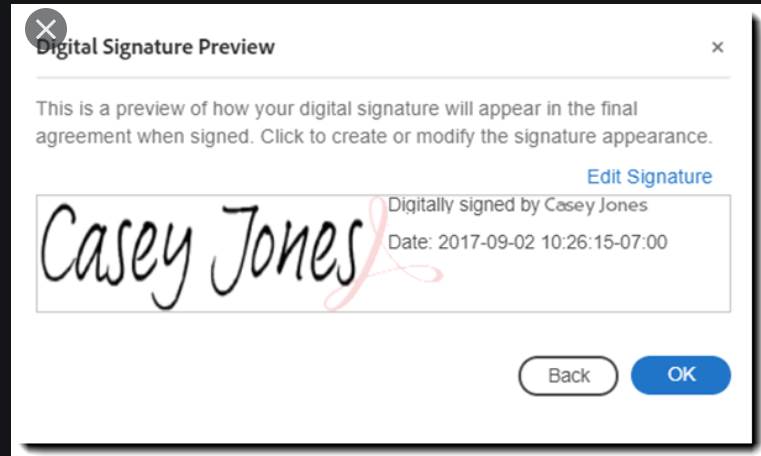 Digital Signature Preview
This is a preview of how your digital signature will appear in the final
agreement when signed. Click to create or modify the signature appearance.
Edit Signature
Casey Jones
Digitally signed by Casey Jones
Date: 2017-09-02 10:26:15-07:00
Back
OK